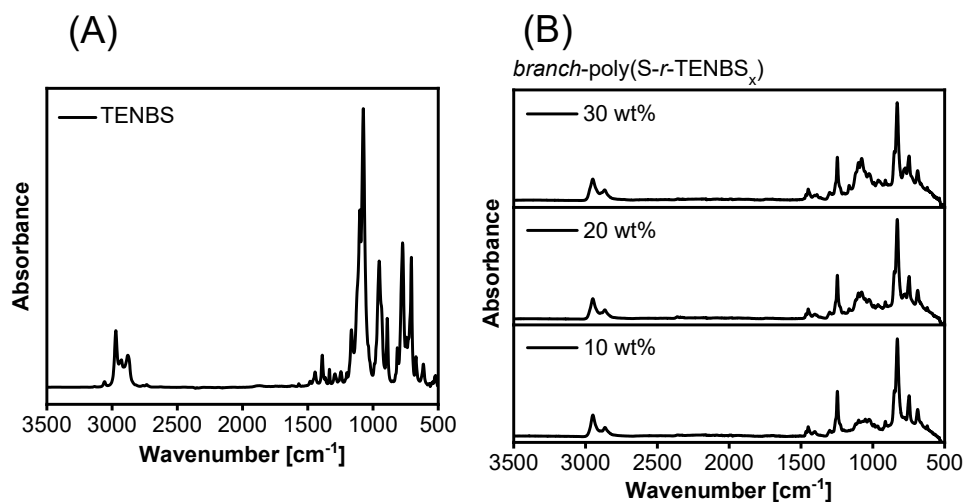 (A)
TENBS
Absorbance
3500 3000 2500 2000 1500 1000 500
Wavenumber [cm⁻¹]
(B)
branch-poly(S-r-TENBSₓ)
30 wt%
20 wt%
10 wt%
Absorbance
3500 3000 2500 2000 1500 1000 500
Wavenumber [cm⁻¹]